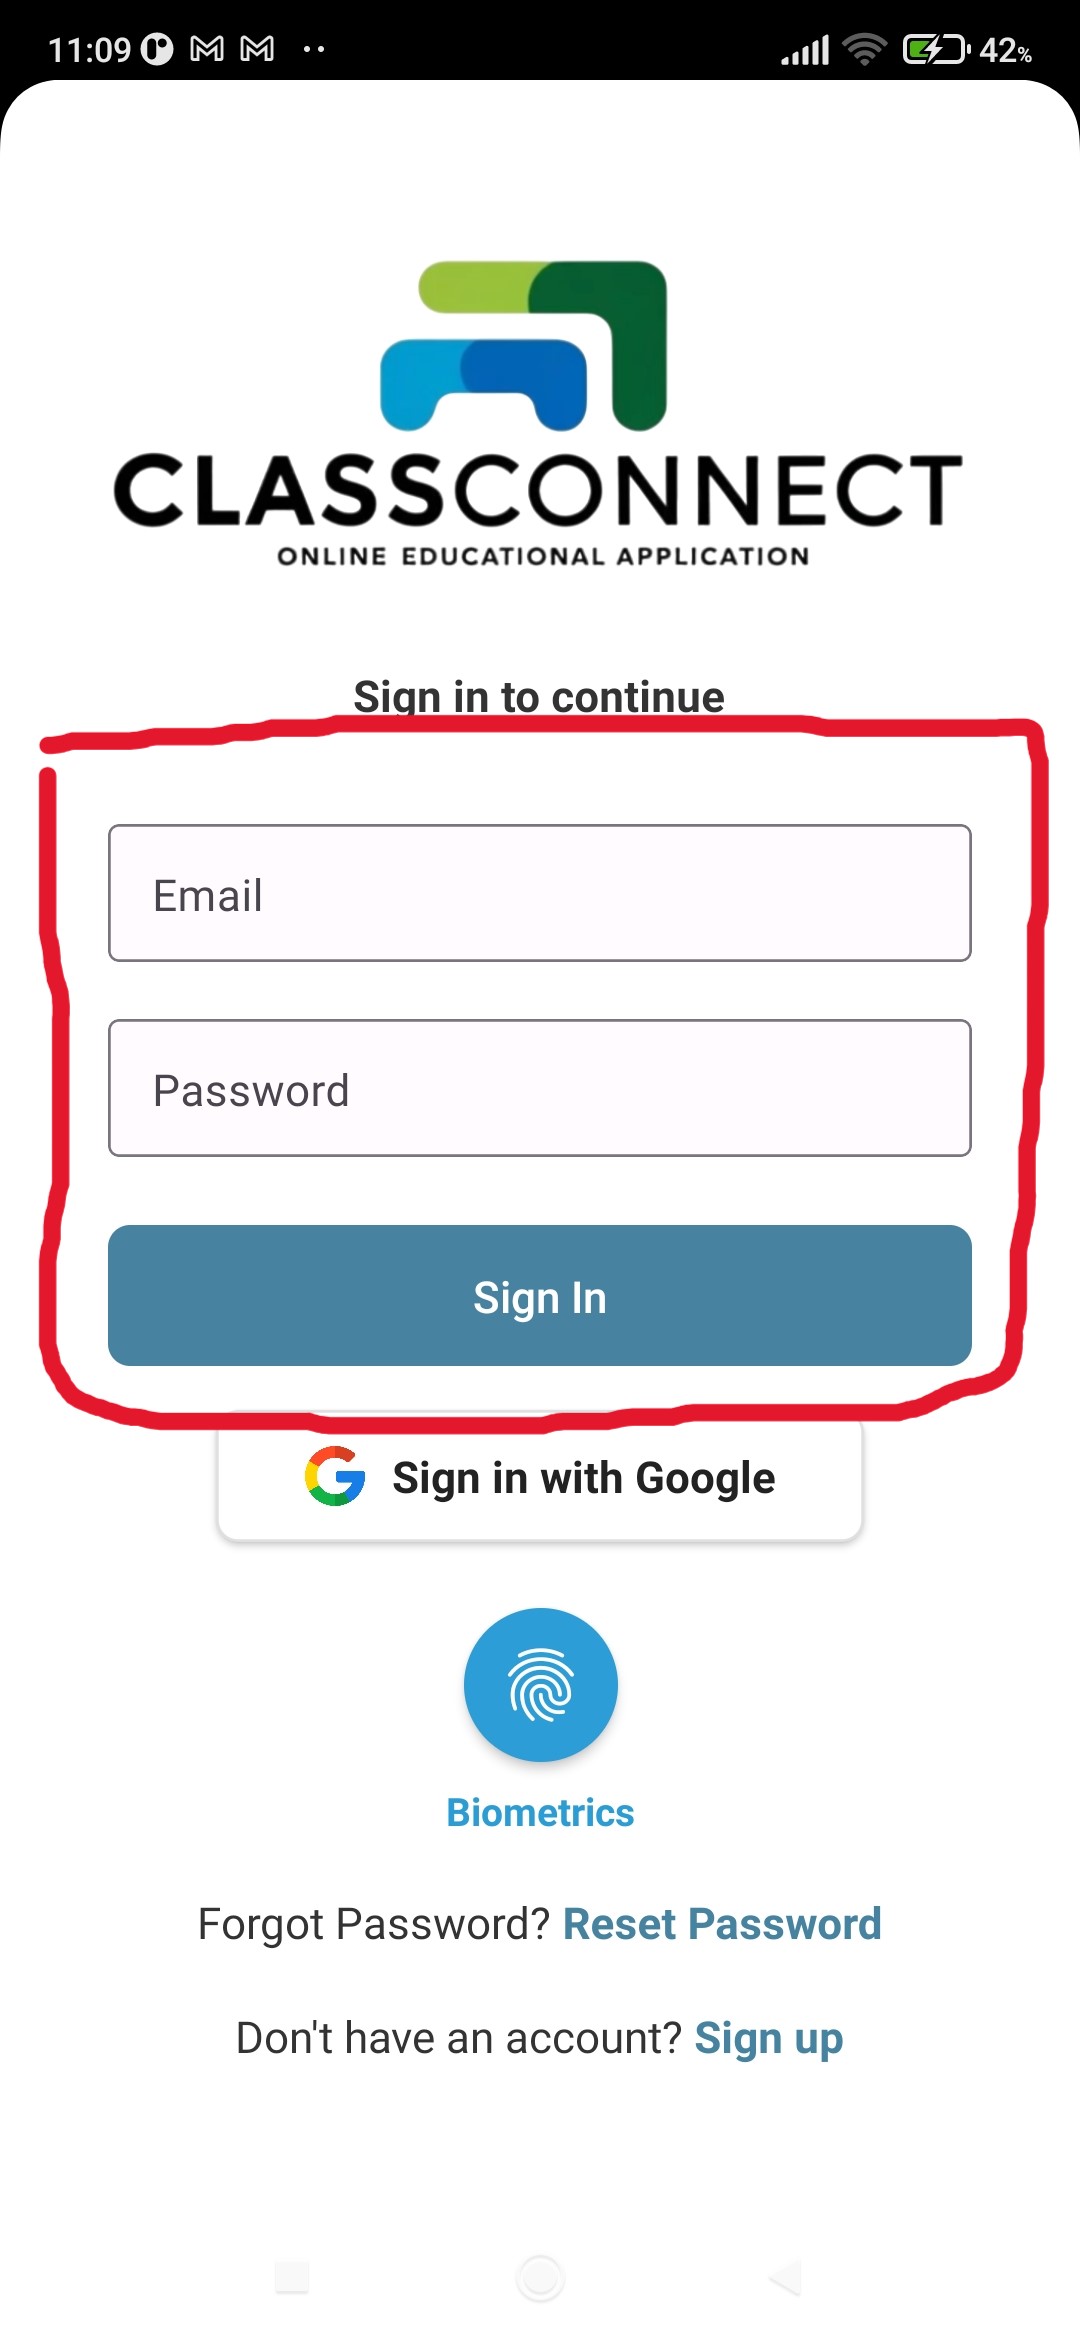 11:09 42%
CLASSCONNECT
ONLINE EDUCATIONAL APPLICATION
Sign in to continue
Email
Password
Sign In
Sign in with Google
Biometrics
Forgot Password? Reset Password
Don't have an account? Sign up